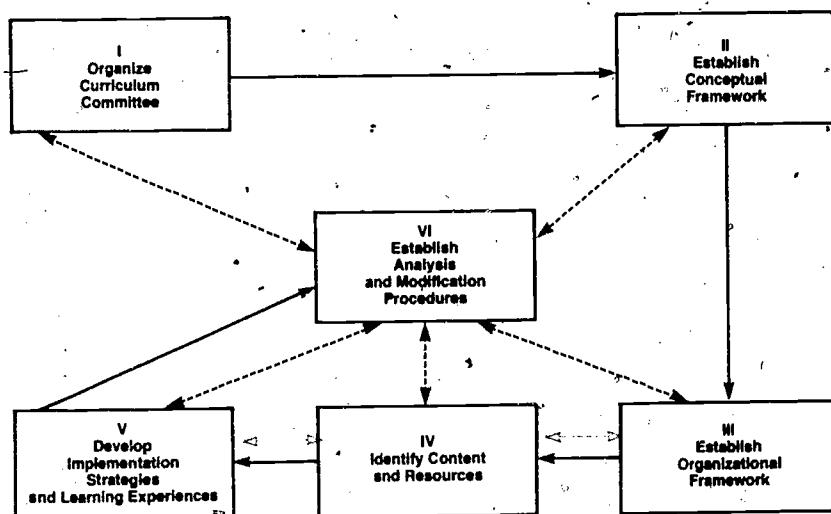 I
Organize
Curriculum
Committee
II
Establish
Conceptual
Framework
VI
Establish
Analysis
and Modification
Procedures
V
Develop
Implementation
Strategies
and Learning Experiences
IV
Identify Content
and Resources
III
Establish
Organizational
Framework